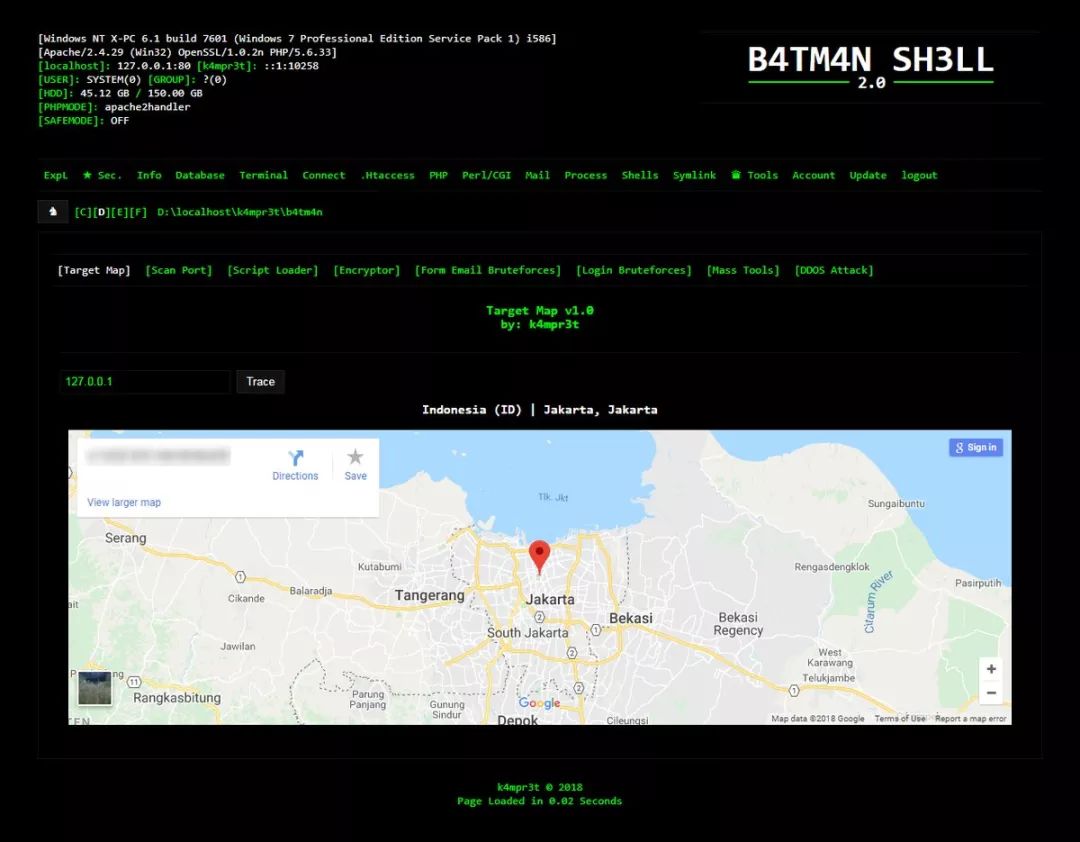 [Windows NT X-PC 6.1 build 7601 (Windows 7 Professional Edition Service Pack 1) i586]
[Apache/2.4.29 (Win32) OpenSSL/1.0.2n PHP/5.6.33]
[localhost]: 127.0.0.1:80 [k4mpr3t]: ::1:10258
[USER]: SYSTEM(0) [GROUP]: ?(0)
[HDD]: 45.12 GB / 150.00 GB
[PHPMODE]: apache2handler
[SAFEMODE]: OFF
B4TM4N SH3LL
2.0
ExpL ★ Sec. Info Database Terminal Connect .Htaccess PHP Perl/CGI Mail Process Shells Symlink Tools Account Update logout
[C][D][E][F] D:\localhost\k4mpr3t\b4tm4n
[Target Map] [Scan Port] [Script Loader] [Encryptor] [Form Email Bruteforces] [Login Bruteforces] [Mass Tools] [DDOS Attack]
Target Map v1.0
by: k4mpr3t
127.0.0.1 Trace
Indonesia (ID) | Jakarta, Jakarta
Directions Save
View larger map
Sign in
Tlk. Jkt
Sungaibuntu
Serang
Kutabumi
Rengasdengklok
Cikande
Balaradja
Tangerang
Jakarta
Pasirputih
Citarum River
Bekasi
Bekasi
Regency
South Jakarta
Jawilan
West
Karawang
Telukjambe
Rangkasbitung
Parung
Panjang
Gunung
Sindur
Depok
Cileungsi
Google
Map data ©2018 Google Terms of Use Report a map error
k4mpr3t © 2018
Page Loaded in 0.02 Seconds